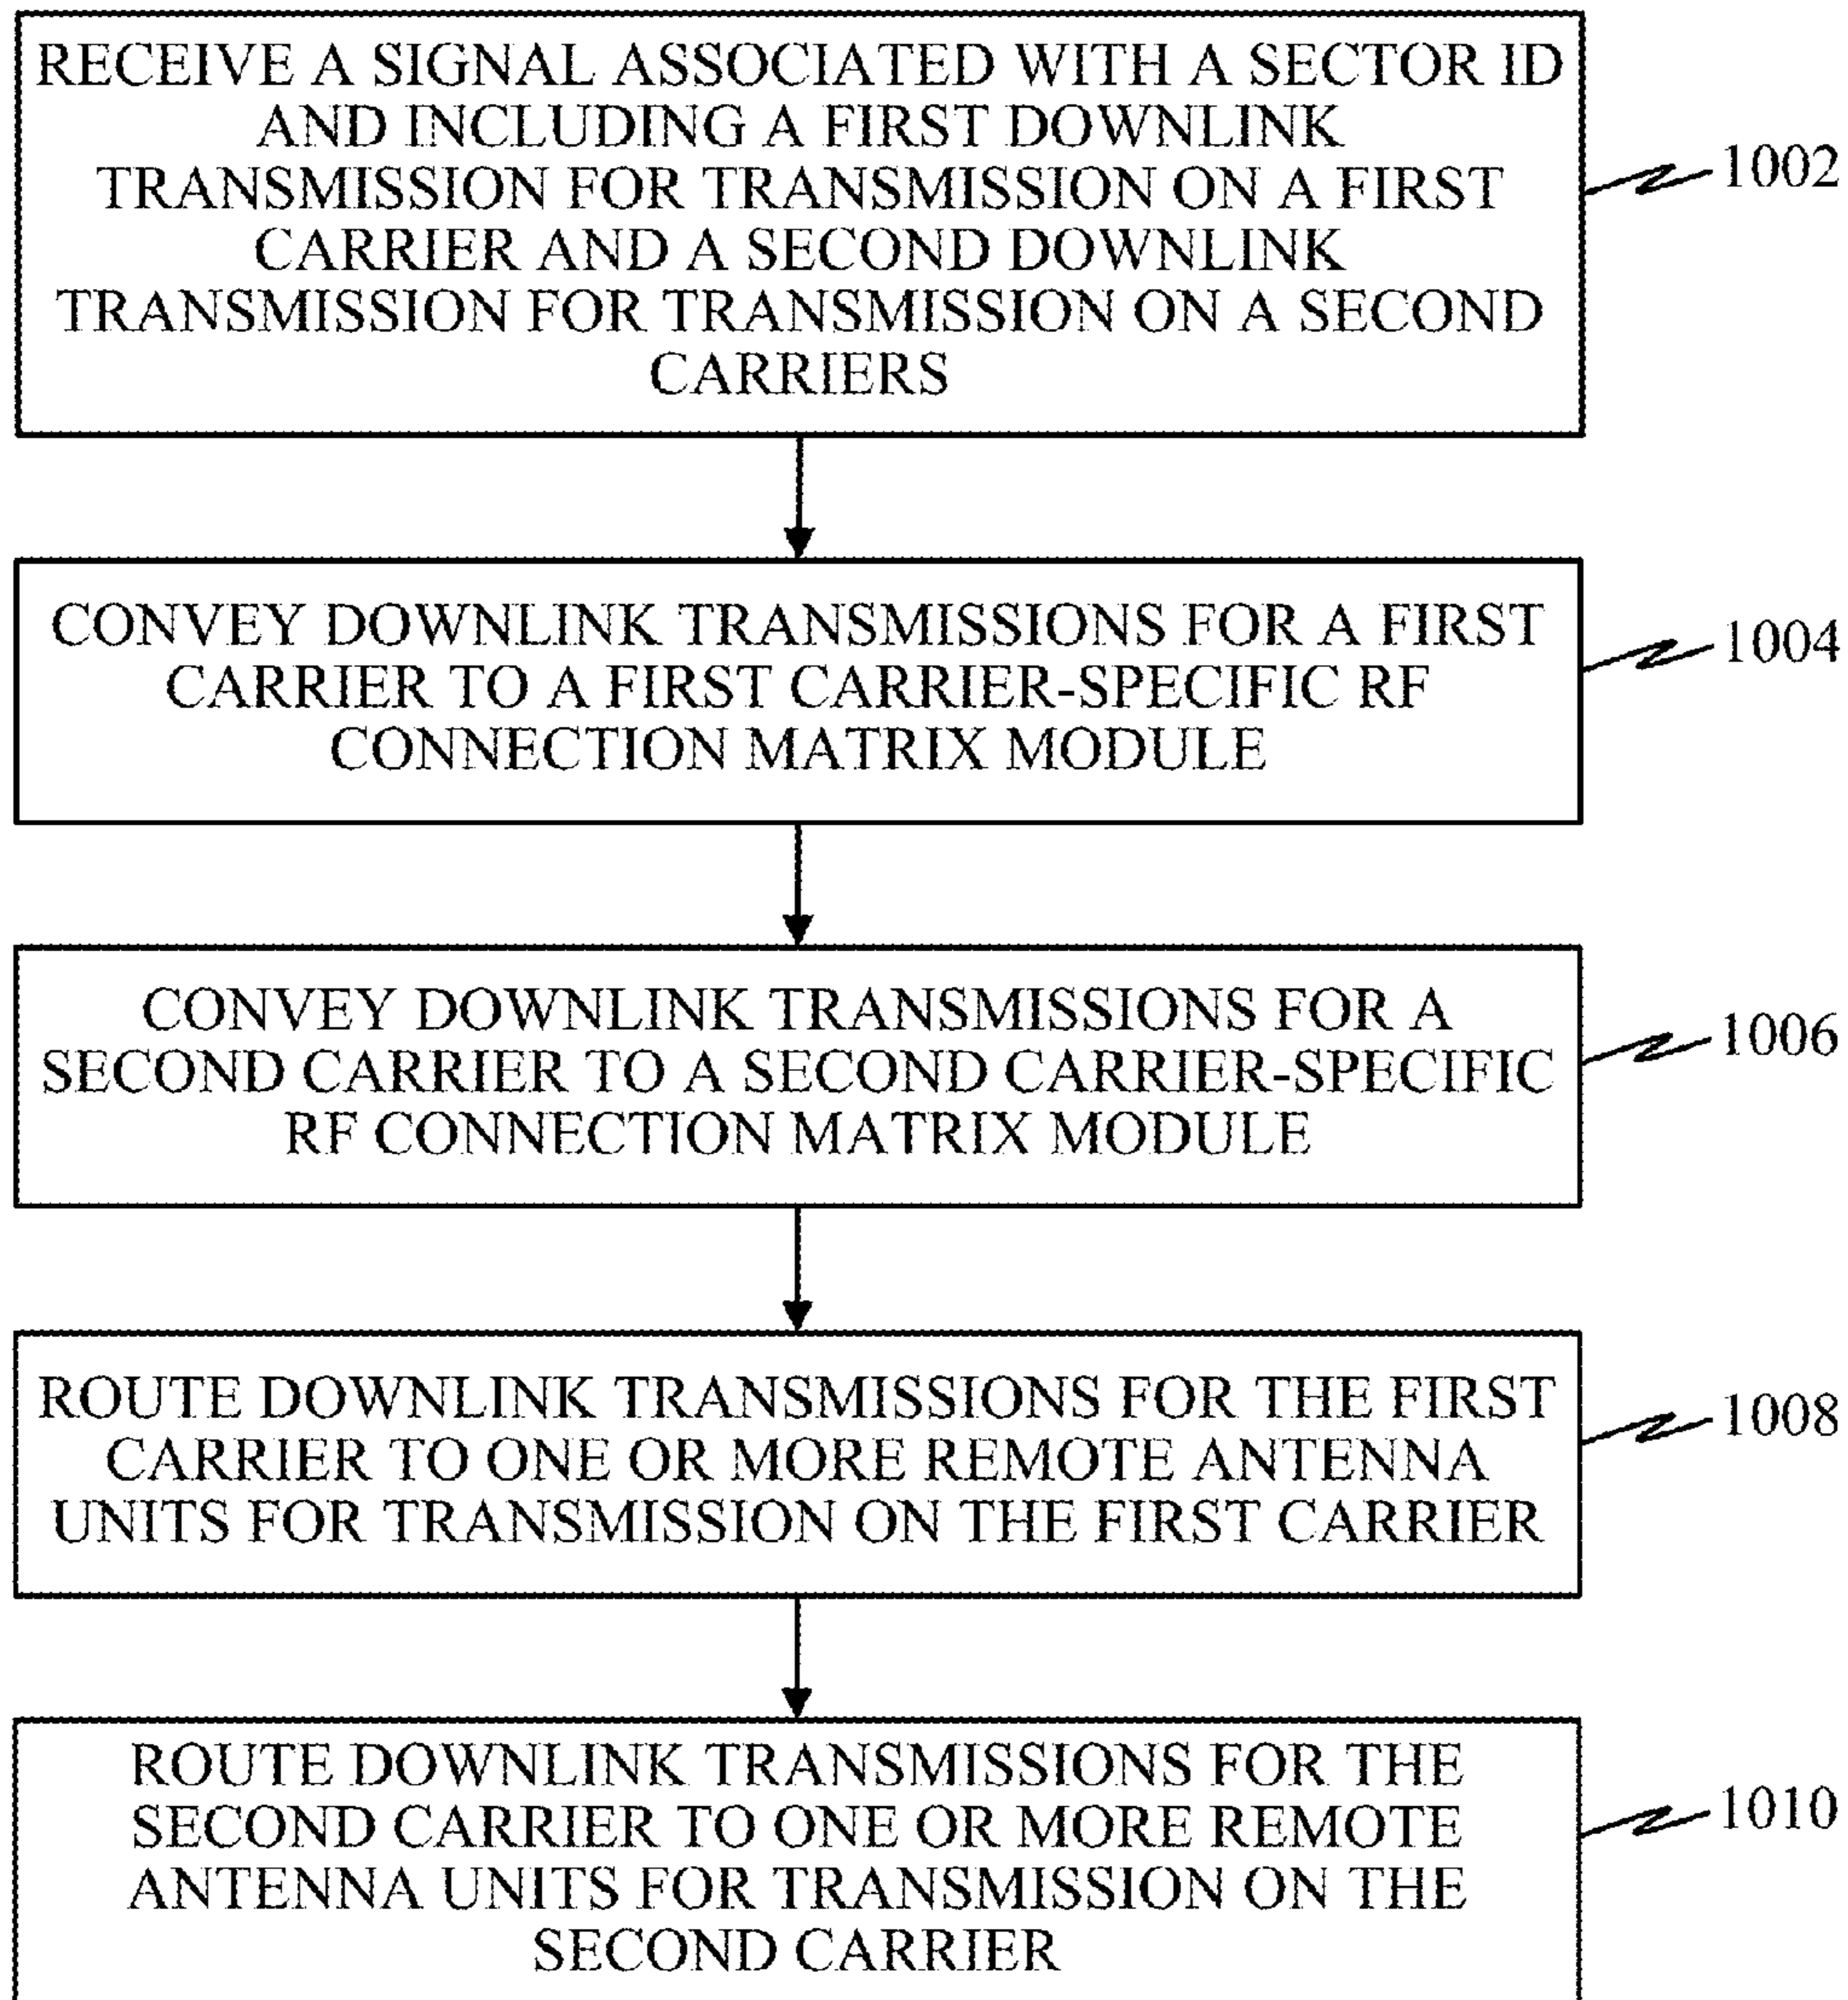 RECEIVE A SIGNAL ASSOCIATED WITH A SECTOR ID
AND INCLUDING A FIRST DOWNLINK
TRANSMISSION FOR TRANSMISSION ON A FIRST
CARRIER AND A SECOND DOWNLINK
TRANSMISSION FOR TRANSMISSION ON A SECOND
CARRIERS
1002
CONVEY DOWNLINK TRANSMISSIONS FOR A FIRST
CARRIER TO A FIRST CARRIER-SPECIFIC RF
CONNECTION MATRIX MODULE
1004
CONVEY DOWNLINK TRANSMISSIONS FOR A
SECOND CARRIER TO A SECOND CARRIER-SPECIFIC
RF CONNECTION MATRIX MODULE
1006
ROUTE DOWNLINK TRANSMISSIONS FOR THE FIRST
CARRIER TO ONE OR MORE REMOTE ANTENNA
UNITS FOR TRANSMISSION ON THE FIRST CARRIER
1008
ROUTE DOWNLINK TRANSMISSIONS FOR THE
SECOND CARRIER TO ONE OR MORE REMOTE
ANTENNA UNITS FOR TRANSMISSION ON THE
SECOND CARRIER
1010